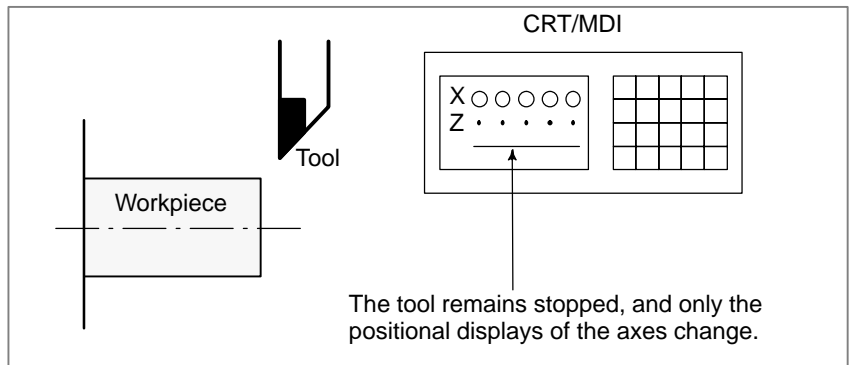 CRT/MDI
X
Z
Tool
Workpiece
The tool remains stopped, and only the
positional displays of the axes change.